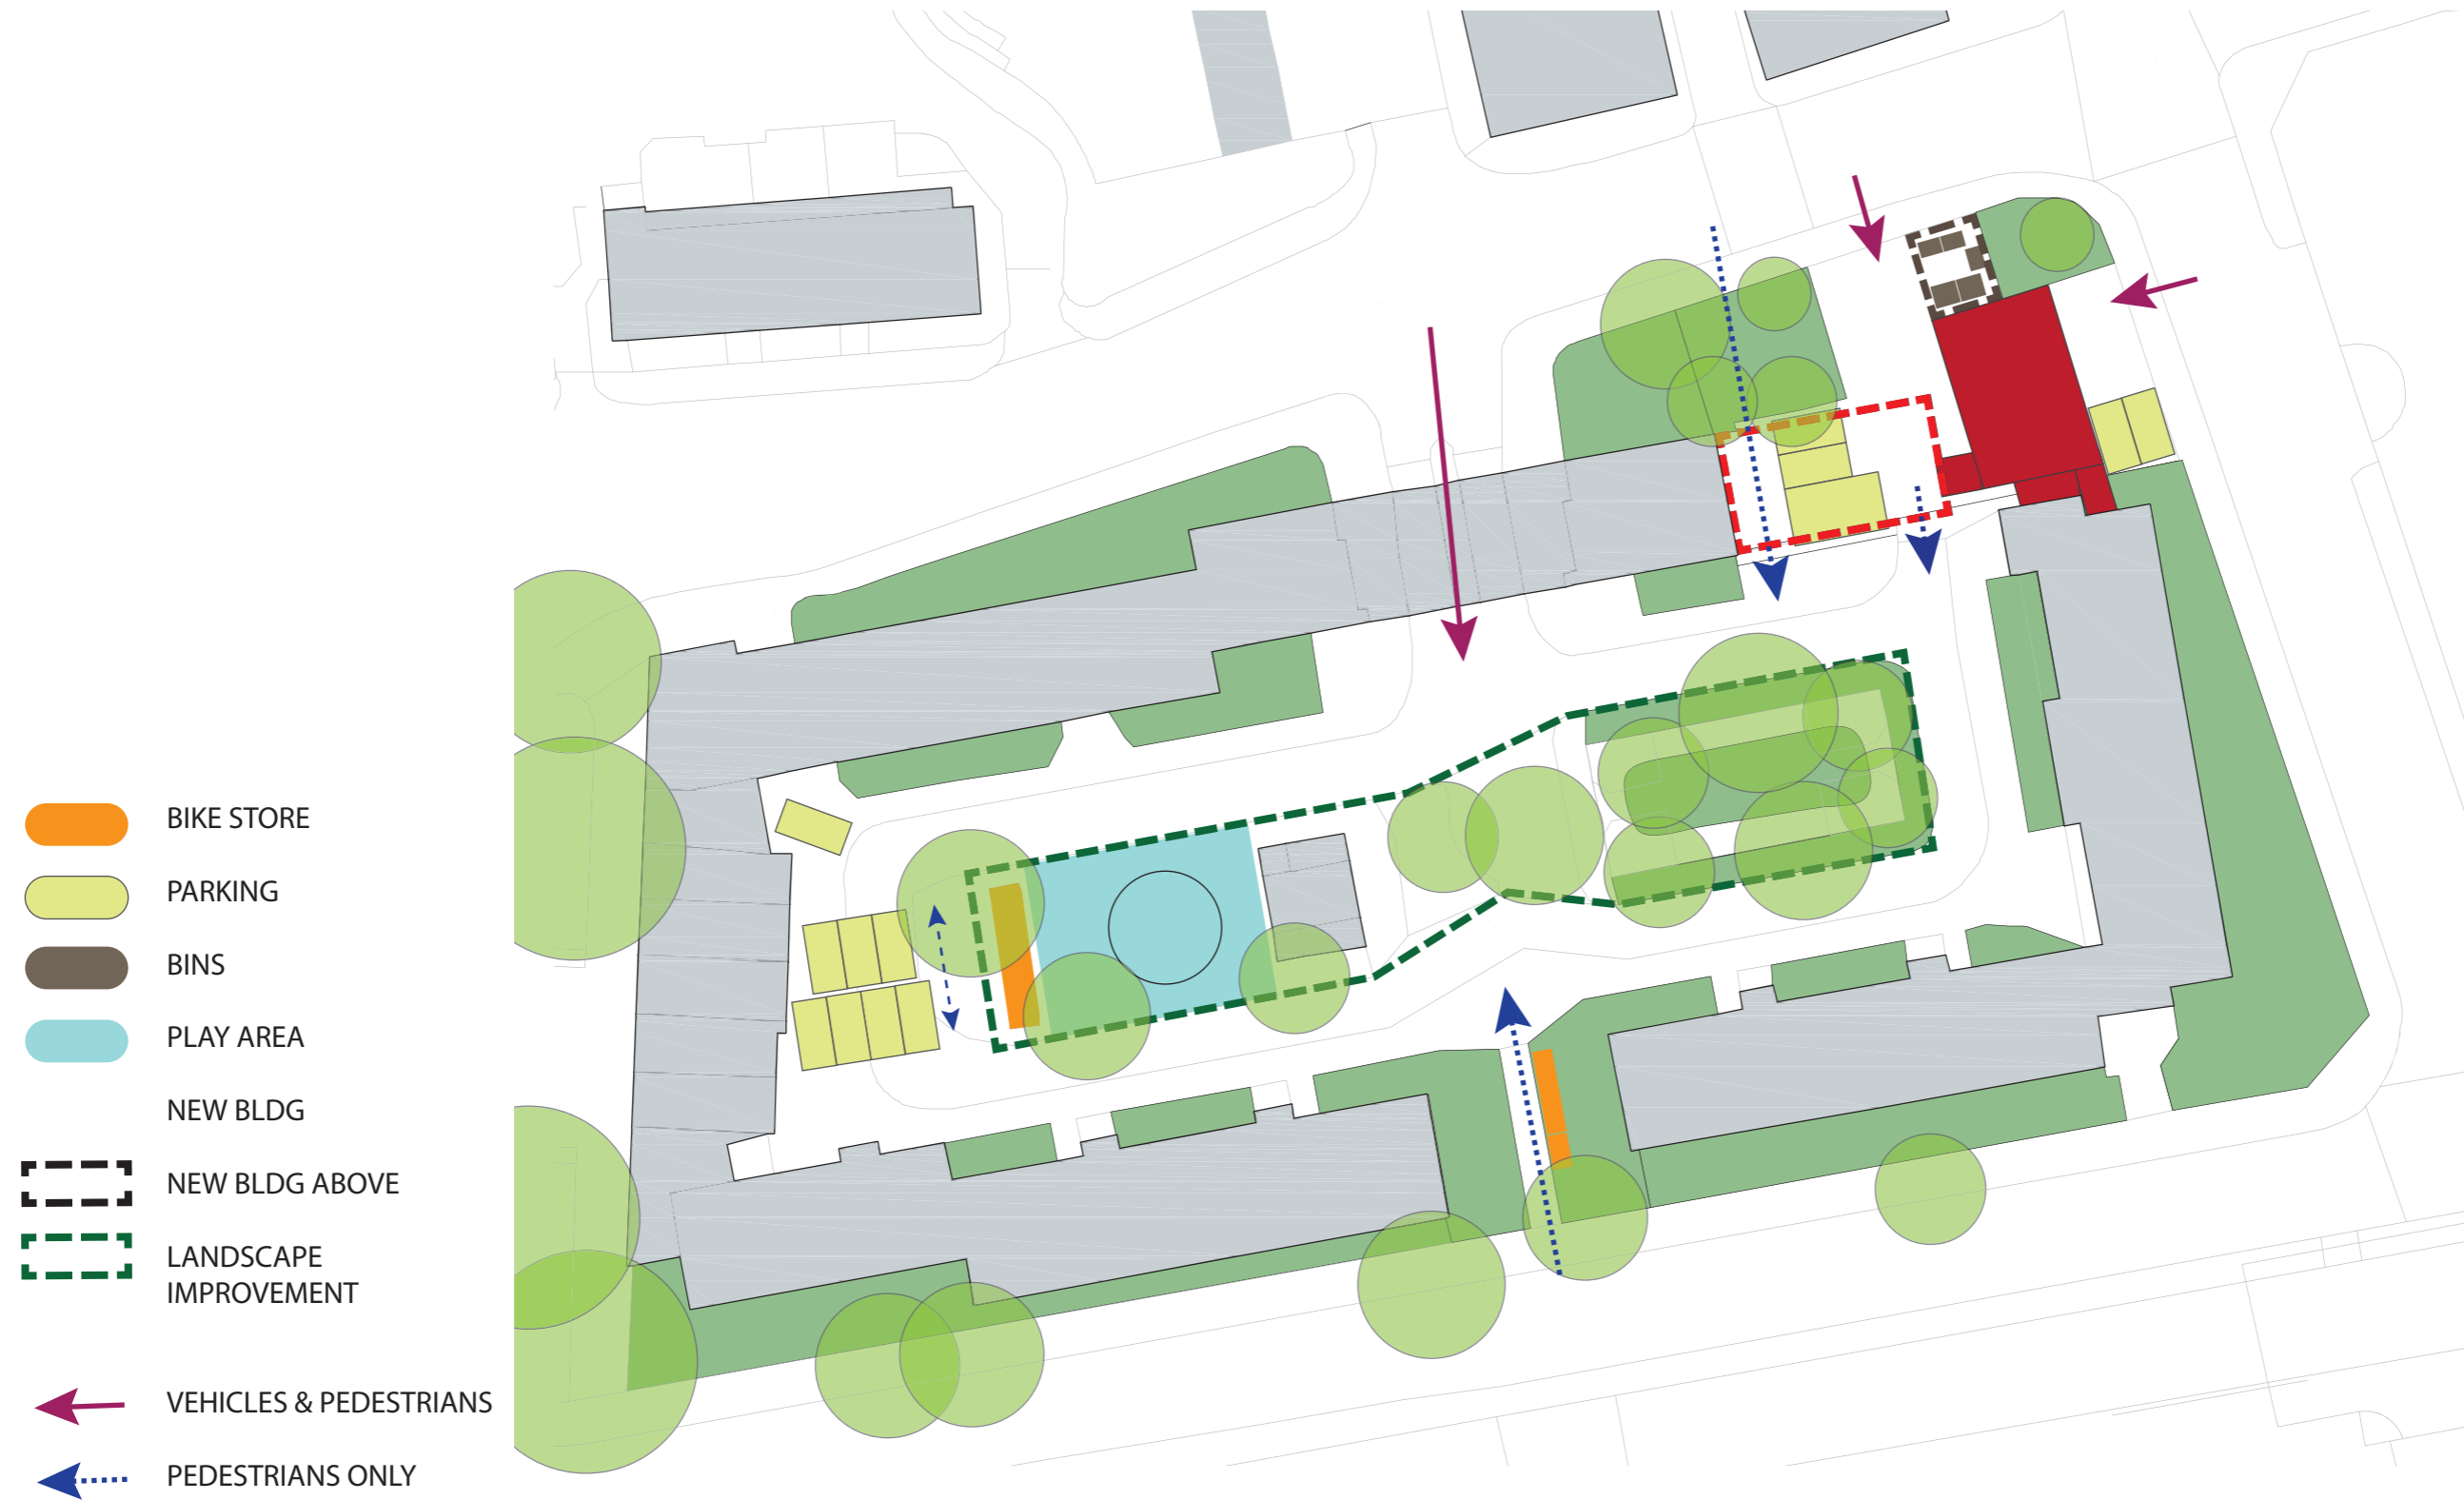 BIKE STORE
PARKING
BINS
PLAY AREA
NEW BLDG
NEW BLDG ABOVE
LANDSCAPE
IMPROVEMENT
VEHICLES & PEDESTRIANS
PEDESTRIANS ONLY